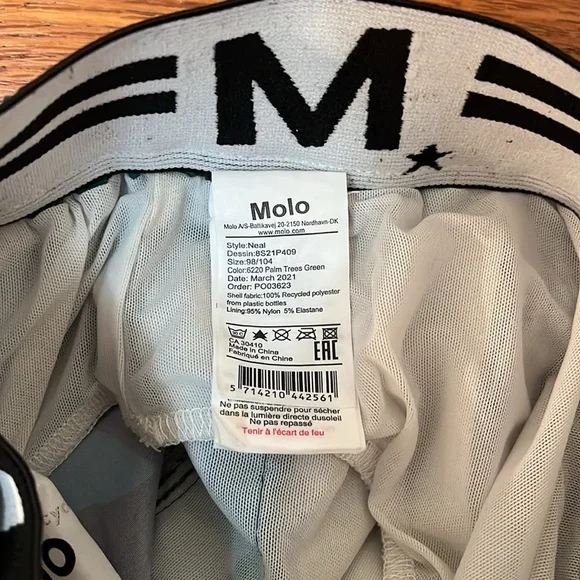 M
Molo
Molo A/S-Baltikavej 20-2150 Nordhavn-DK
www.molo.com
Style:Neal
Dessin:8S21P409
Size:98/104
Color:6220 Palm Trees Green
Date: March 2021
Order: PO03623
Shell fabric:100% Recycled polyester
from plastic bottles
Lining:95% Nylon 5% Elastane
CA 30410
Made in China
Fabriqué en Chine
EAC
5 714210 442561
Ne pas suspendre pour sécher
dans la lumière directe dusoleil
Ne pas repassé
Tenir à l'écart de feu